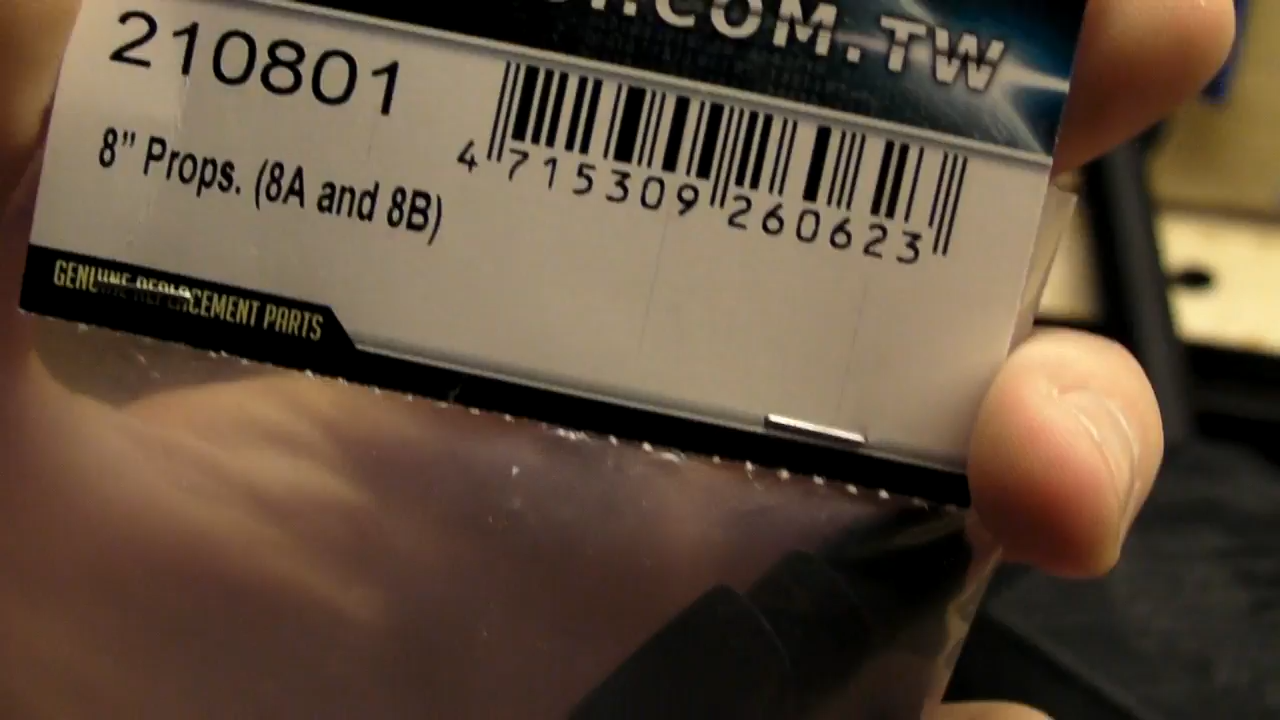 .COM.TW
210801
4 715309 260623
8" Props. (8A and 8B)
GENUINE REPLACEMENT PARTS